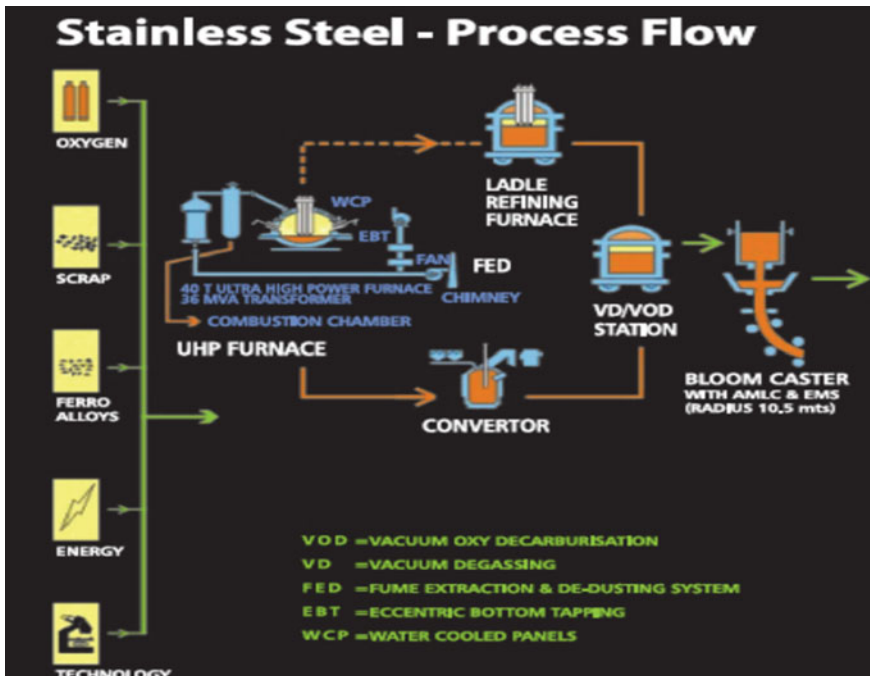 Stainless Steel - Process Flow
OXYGEN
SCRAP
FERRO
ALLOYS
ENERGY
TECHNOLOGY
WCP
EBT
FAN
FED
40 T ULTRA HIGH POWER FURNACE
36 MVA TRANSFORMER
CHIMNEY
COMBUSTION CHAMBER
UHP FURNACE
LADLE
REFINING
FURNACE
VD/VOD
STATION
CONVERTOR
BLOOM CASTER
WITH AMLC & EMS
(RADIUS 10.5 mts)
VOD =VACUUM OXY DECARBURISATION
VD =VACUUM DEGASSING
FED =FUME EXTRACTION & DE-DUSTING SYSTEM
EBT =ECCENTRIC BOTTOM TAPPING
WCP =WATER COOLED PANELS